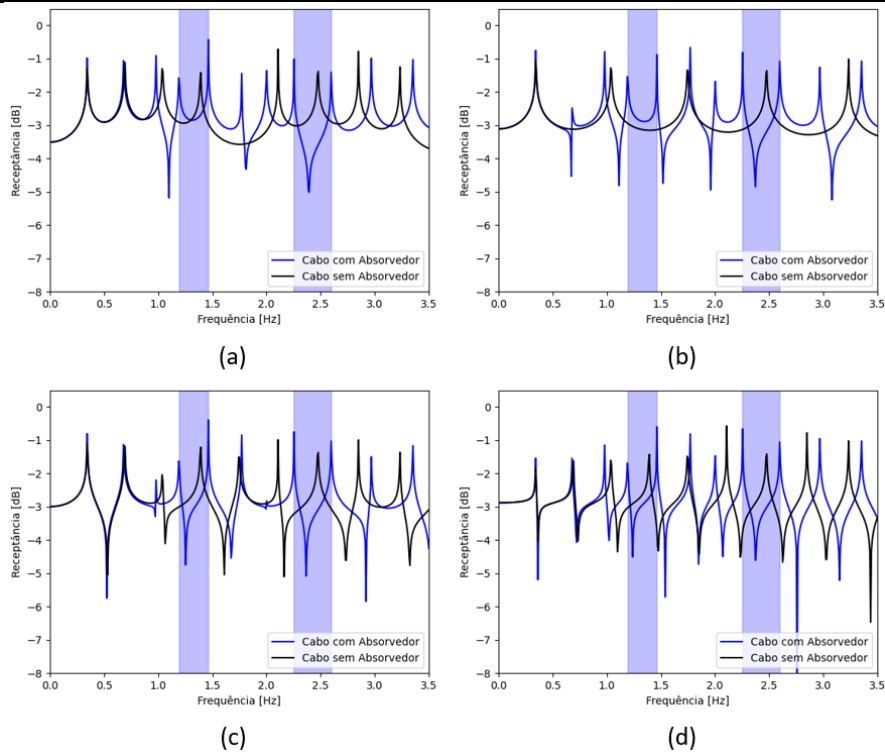 0
−1
−2
−3
−4
−5
−6
−7
−8
Receptância [dB]
Cabo com Absorvedor
Cabo sem Absorvedor
0.0 0.5 1.0 1.5 2.0 2.5 3.0 3.5
Frequência [Hz]
(a)
0
−1
−2
−3
−4
−5
−6
−7
−8
Receptância [dB]
Cabo com Absorvedor
Cabo sem Absorvedor
0.0 0.5 1.0 1.5 2.0 2.5 3.0 3.5
Frequência [Hz]
(b)
0
−1
−2
−3
−4
−5
−6
−7
−8
Receptância [dB]
Cabo com Absorvedor
Cabo sem Absorvedor
0.0 0.5 1.0 1.5 2.0 2.5 3.0 3.5
Frequência [Hz]
(c)
0
−1
−2
−3
−4
−5
−6
−7
−8
Receptância [dB]
Cabo com Absorvedor
Cabo sem Absorvedor
0.0 0.5 1.0 1.5 2.0 2.5 3.0 3.5
Frequência [Hz]
(d)